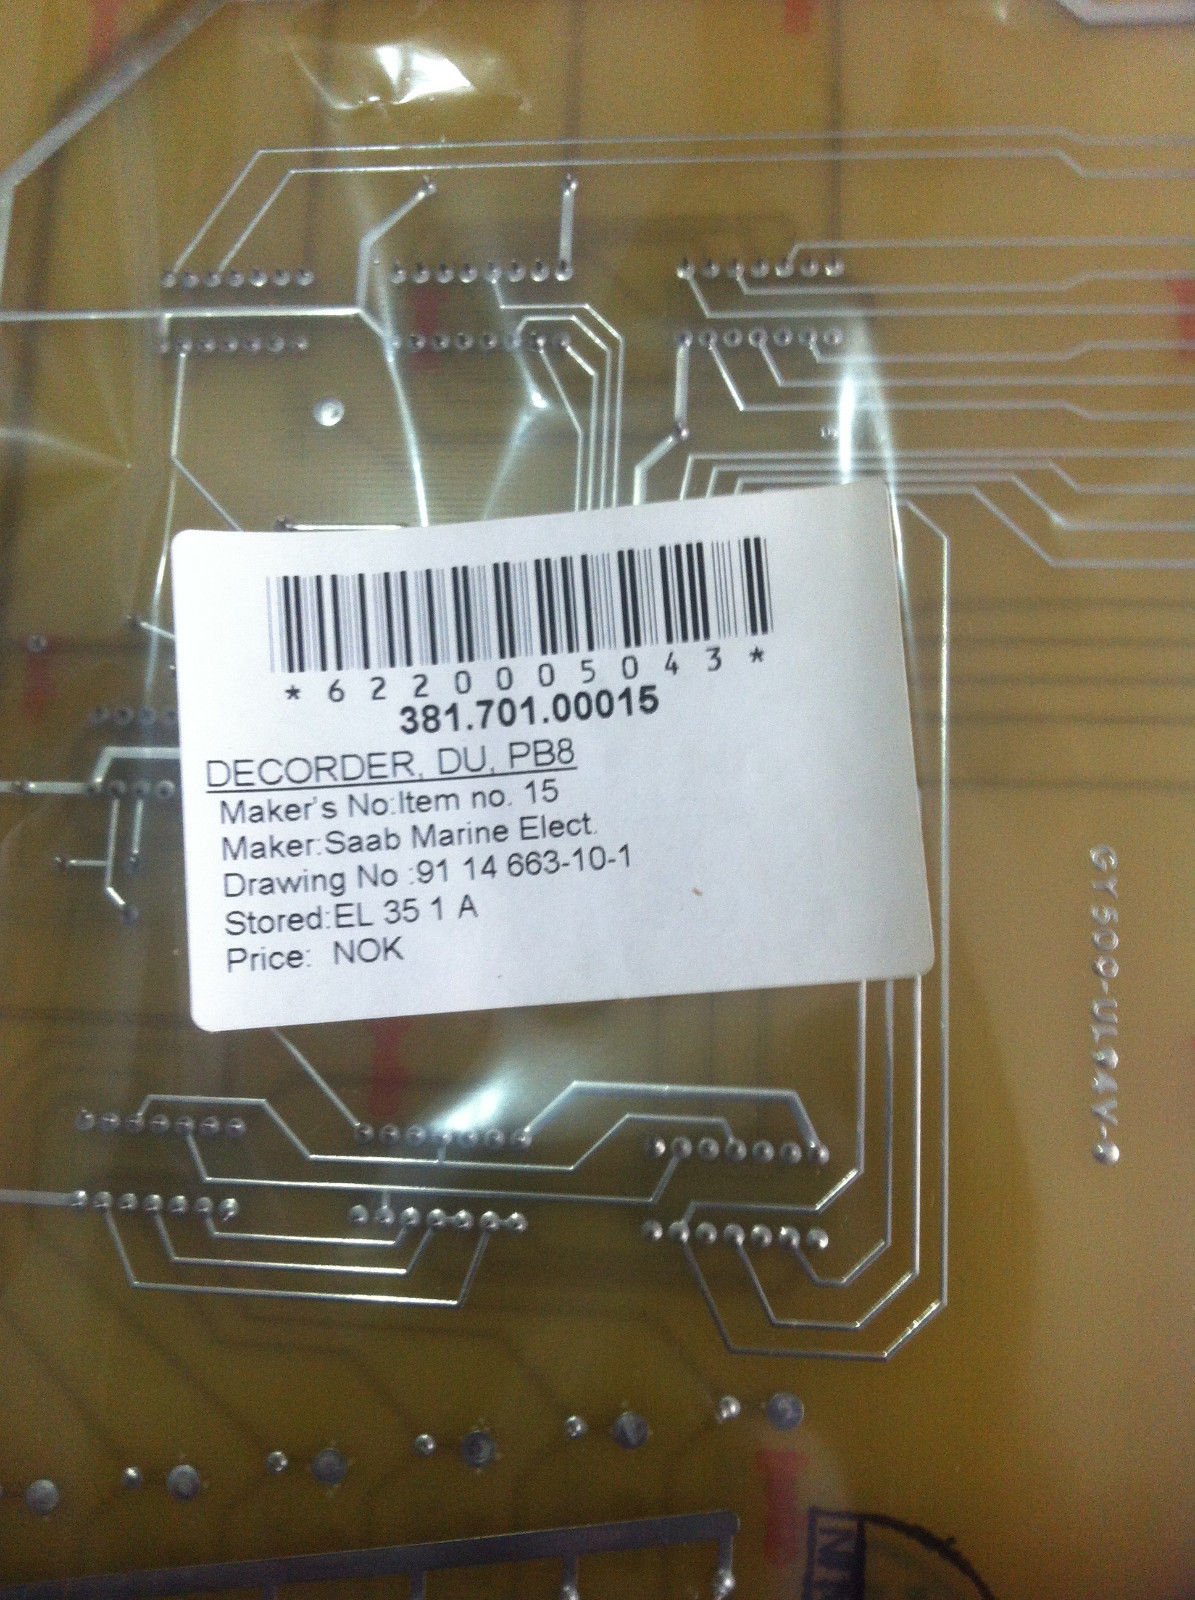 *6220005043*
381.701.00015
DECORDER, DU, PB8
Maker's No:Item no. 15
Maker:Saab Marine Elect.
Drawing No :91 14 663-10-1
Stored:EL 35 1 A
Price: NOK